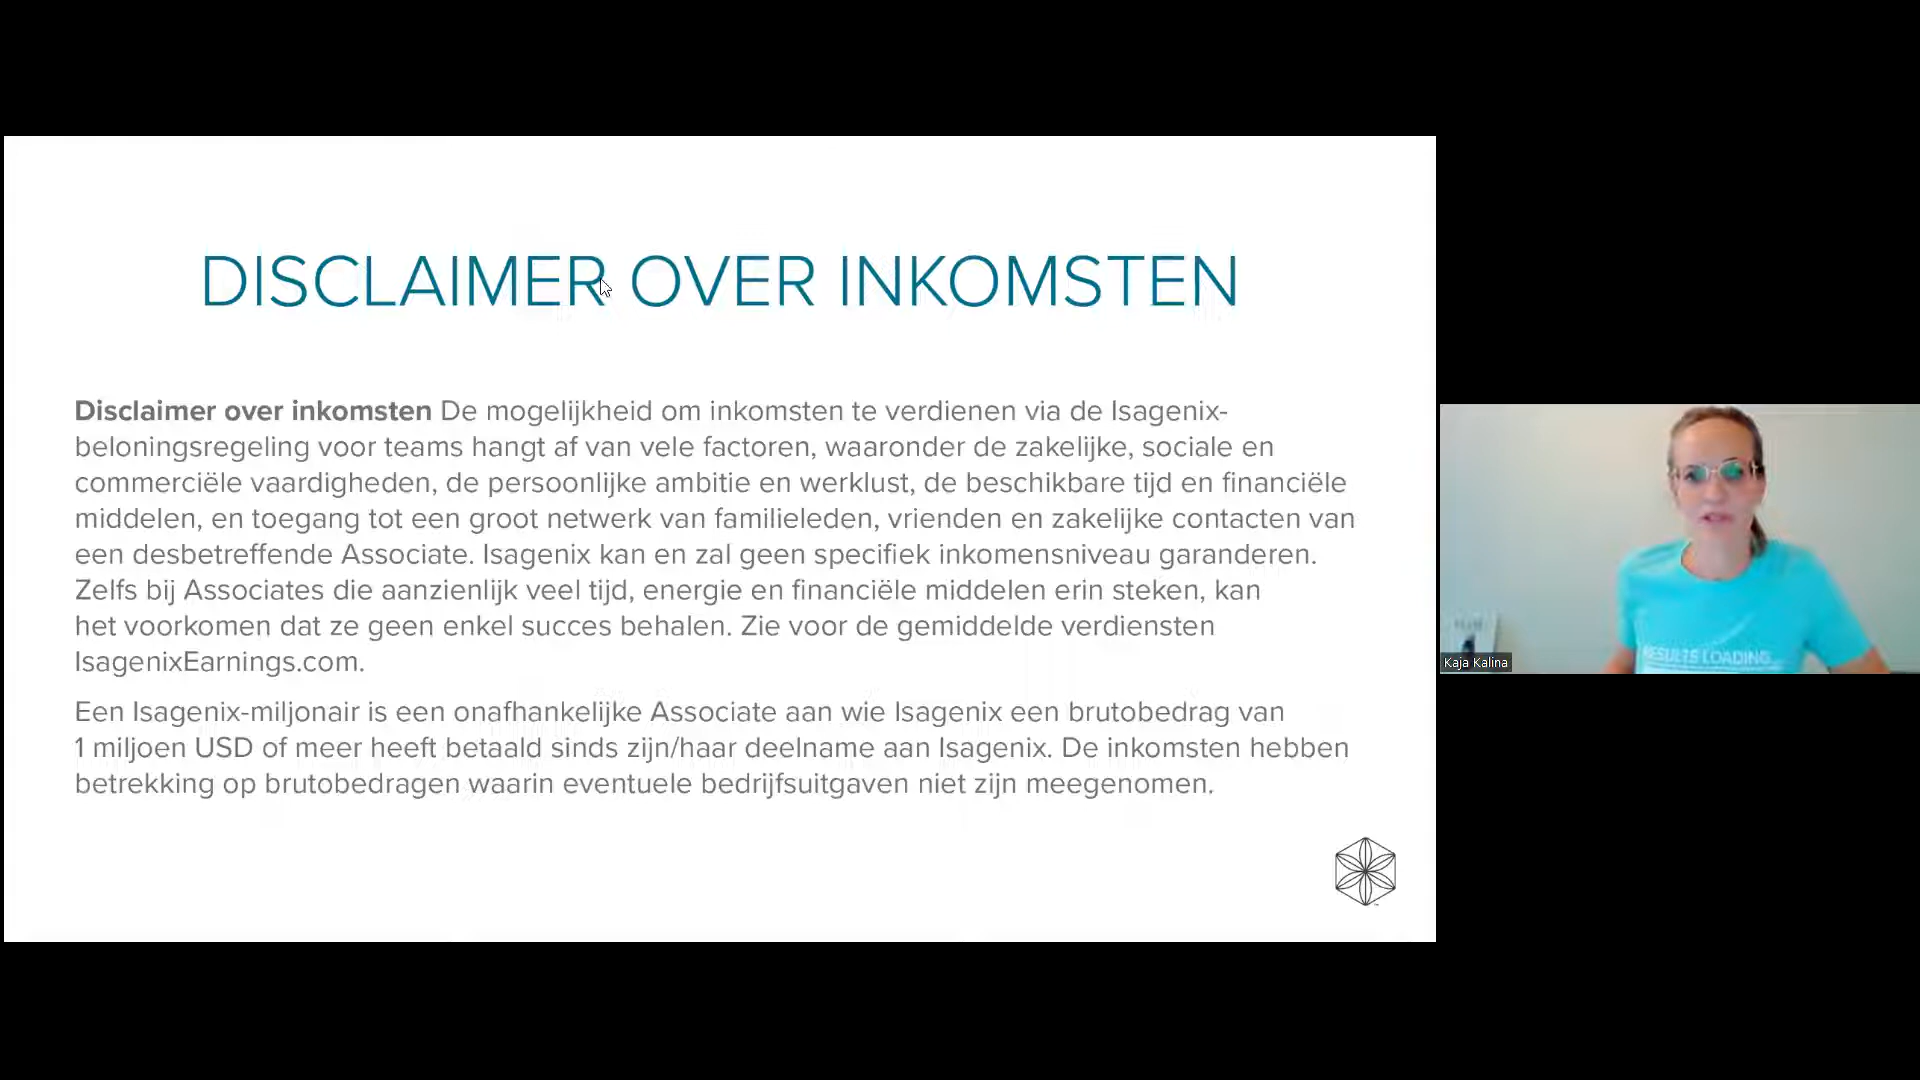 DISCLAIMER OVER INKOMSTEN
Disclaimer over inkomsten De mogelijkheid om inkomsten te verdienen via de Isagenix-
beloningsregeling voor teams hangt af van vele factoren, waaronder de zakelijke, sociale en
commerciële vaardigheden, de persoonlijke ambitie en werklust, de beschikbare tijd en financiële
middelen, en toegang tot een groot netwerk van familieleden, vrienden en zakelijke contacten van
een desbetreffende Associate. Isagenix kan en zal geen specifiek inkomensniveau garanderen.
Zelfs bij Associates die aanzienlijk veel tijd, energie en financiële middelen erin steken, kan
het voorkomen dat ze geen enkel succes behalen. Zie voor de gemiddelde verdiensten
IsagenixEarnings.com.
Een Isagenix-miljonair is een onafhankelijke Associate aan wie Isagenix een brutobedrag van
1 miljoen USD of meer heeft betaald sinds zijn/haar deelname aan Isagenix. De inkomsten hebben
betrekking op brutobedragen waarin eventuele bedrijfsuitgaven niet zijn meegenomen.
RESULTS LOADING...
Kaja Kalina